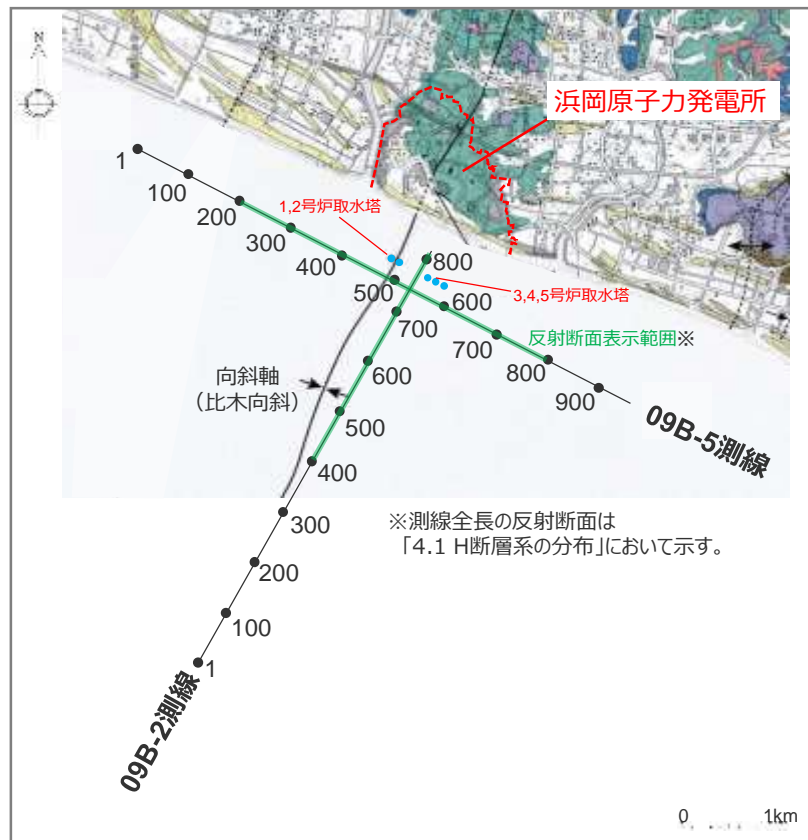 N
浜岡原子力発電所
1
100
200
300
400
500
600
700
800
900
1,2号炉取水塔
3,4,5号炉取水塔
反射断面表示範囲※
09B-5測線
800
700
600
500
400
300
200
100
1
09B-2測線
向斜軸
（比木向斜）
※測線全長の反射断面は
「4.1 H断層系の分布」において示す。
0 1km